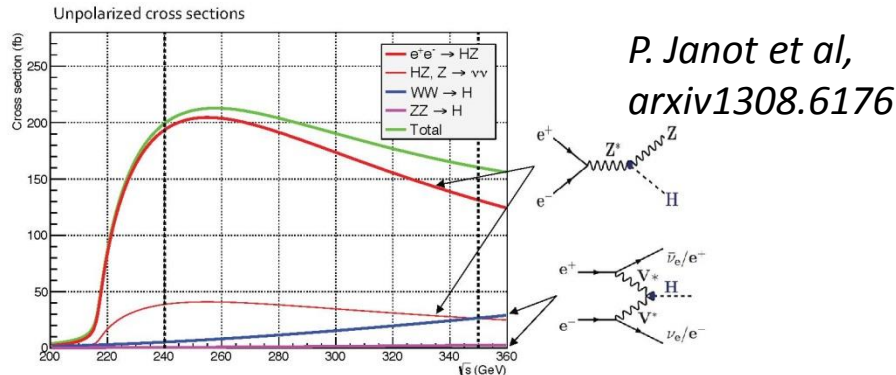 Unpolarized cross sections
Cross section (fb)
250
200
150
100
50
0
200
220
240
260
280
300
320
340
360
√s (GeV)
e⁺e⁻ → HZ
HZ, Z → νν
WW → H
ZZ → H
Total
P. Janot et al,
arxiv1308.6176
e⁺
e⁻
Z*
Z
H
e⁺
e⁻
V*
V*
H
ν̄ₑ/e⁺
νₑ/e⁻